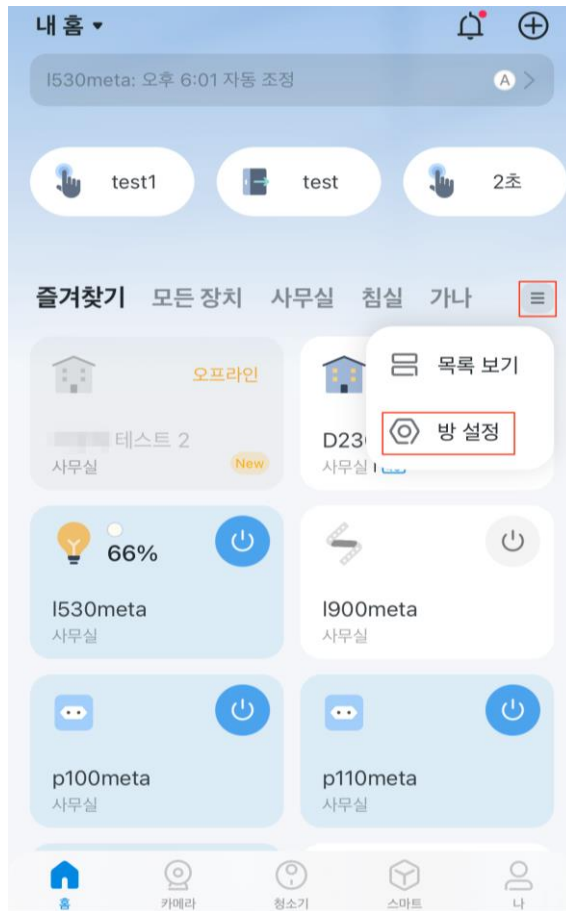 내 홈
l530meta: 오후 6:01 자동 조정 A
test1 test 2초
즐겨찾기 모든 장치 사무실 침실 가나
목록 보기
방 설정
오프라인
테스트 2
사무실 New
D23
사무실
66%
l530meta
사무실
l900meta
사무실
p100meta
사무실
p110meta
사무실
홈 카메라 청소기 스마트 나